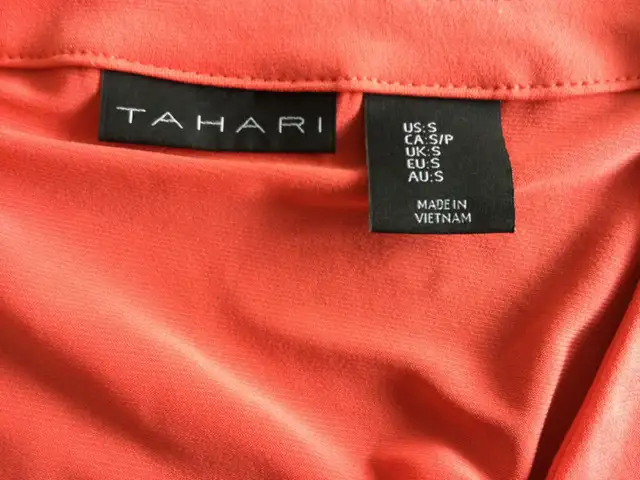 TAHARI
US:S
CA:S/P
UK:S
EU:S
AU:S
MADE IN
VIETNAM